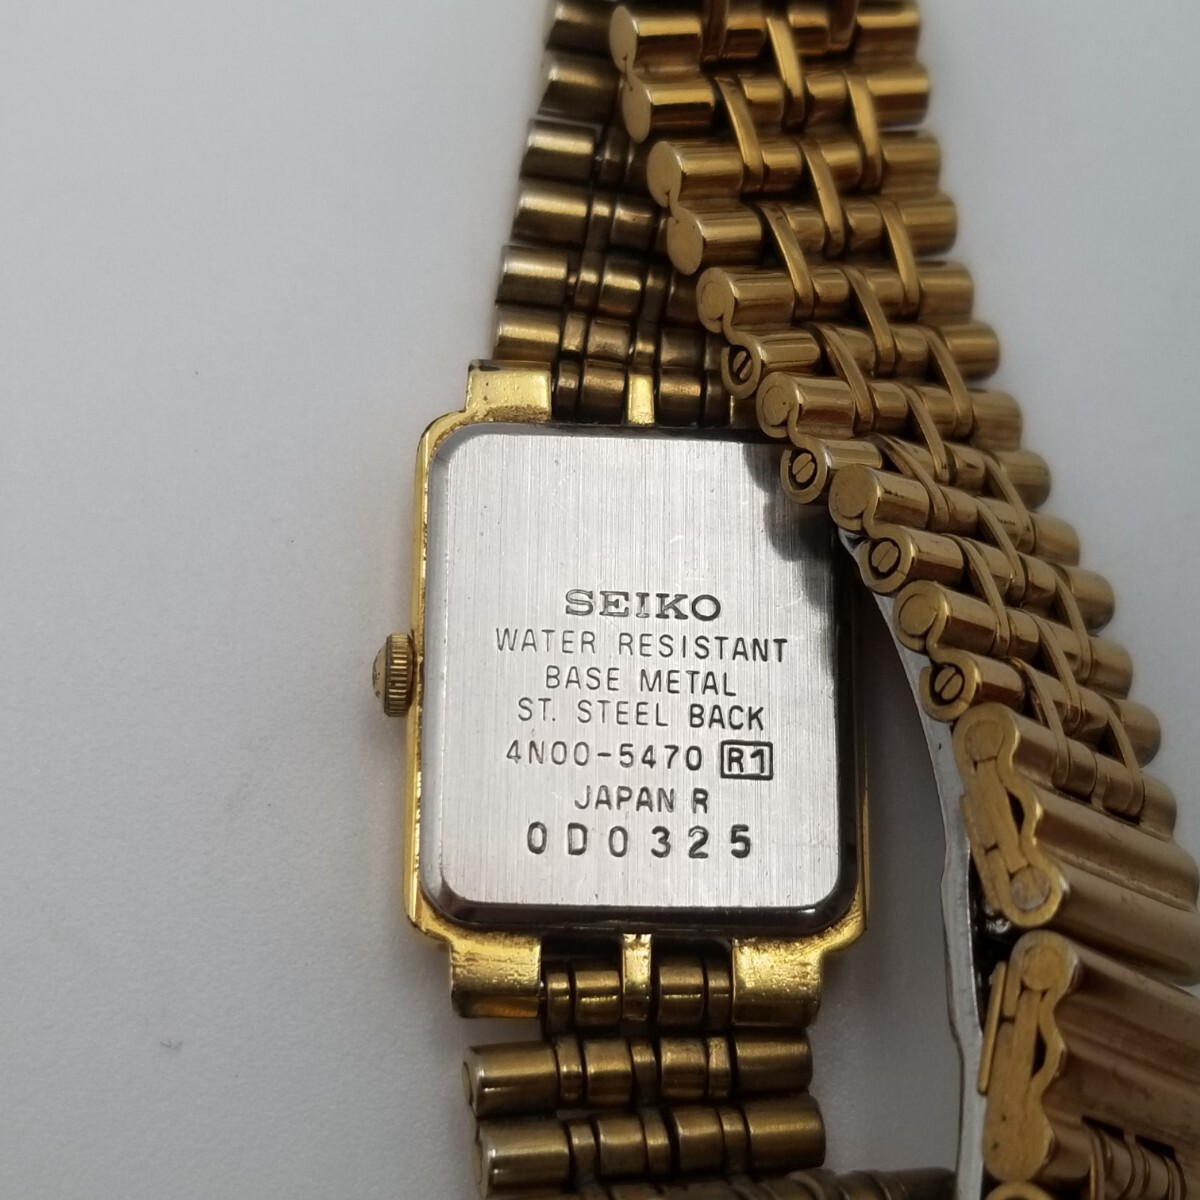 SEIKO
WATER RESISTANT
BASE METAL
ST. STEEL BACK
4N00-5470 R1
JAPAN R
0D0325